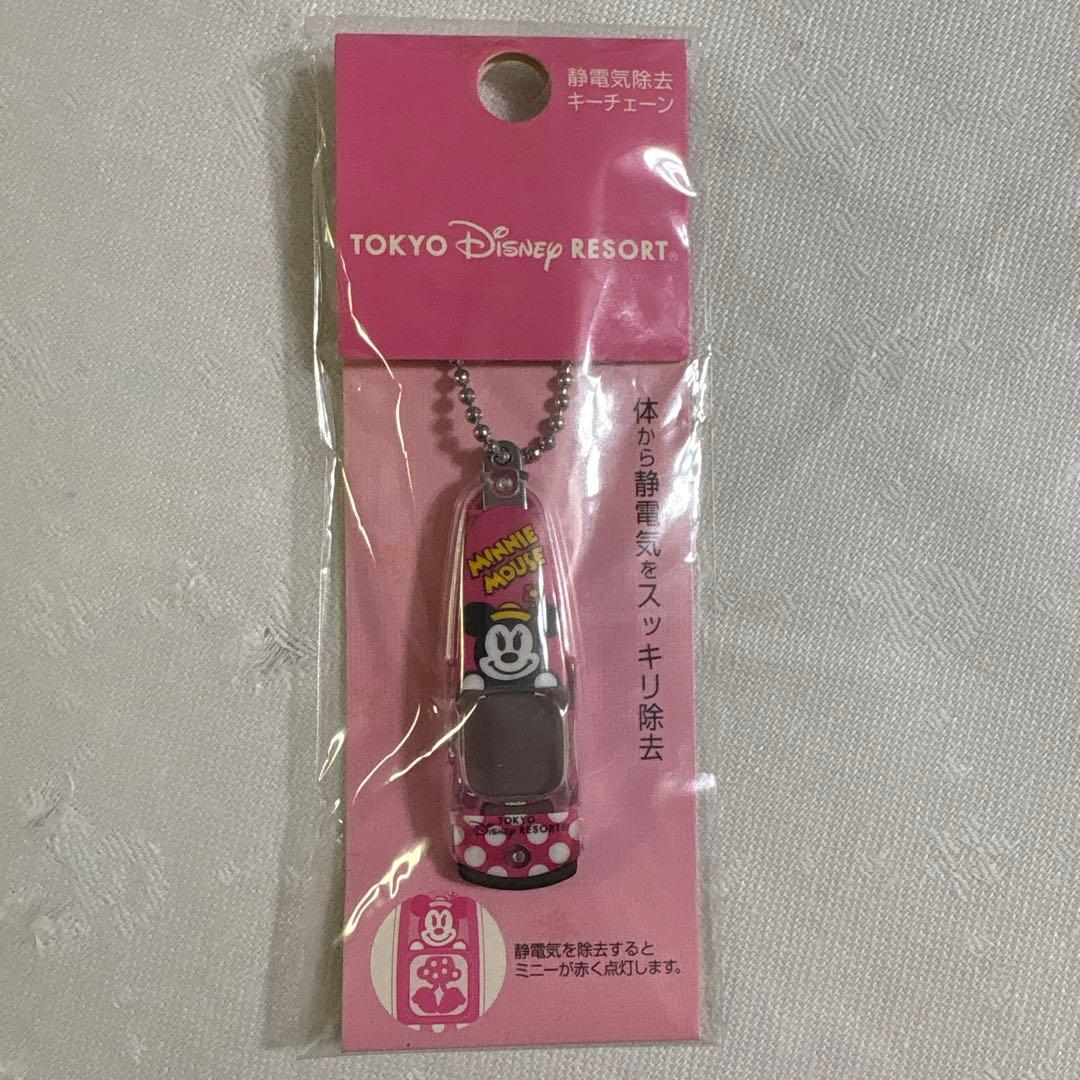 静電気除去
キーチェーン
TOKYO Disney RESORT®
体から静電気をスッキリ除去
MINNIE
MOUSE
TOKYO
Disney RESORT®
静電気を除去すると
ミニーが赤く点灯します。